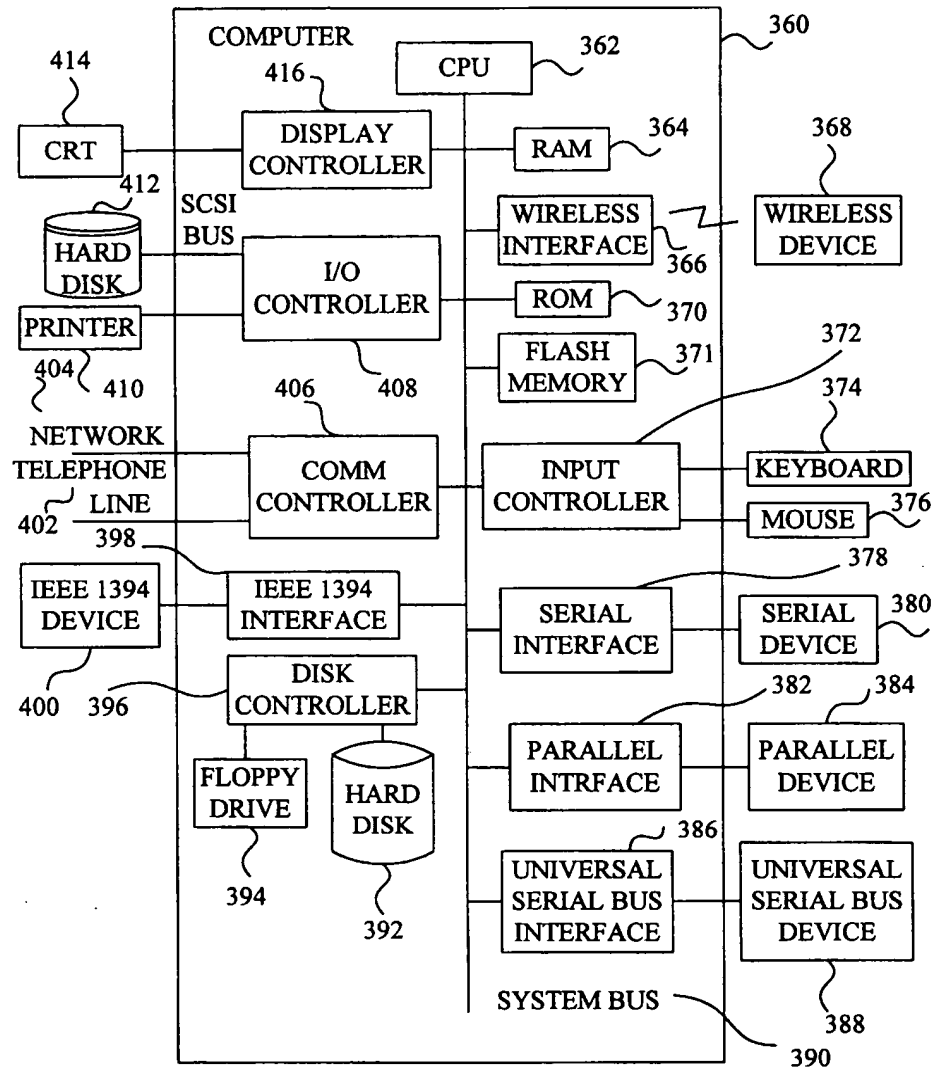 COMPUTER
360
414
416
CPU
362
CRT
DISPLAY
CONTROLLER
RAM
364
368
412
SCSI
BUS
HARD
DISK
I/O
CONTROLLER
WIRELESS
INTERFACE
366
WIRELESS
DEVICE
ROM
370
PRINTER
404
410
408
FLASH
MEMORY
371
372
406
374
NETWORK
TELEPHONE
LINE
402
COMM
CONTROLLER
INPUT
CONTROLLER
KEYBOARD
MOUSE
376
398
378
IEEE 1394
DEVICE
IEEE 1394
INTERFACE
SERIAL
INTERFACE
SERIAL
DEVICE
380
400
396
DISK
CONTROLLER
382
384
FLOPPY
DRIVE
HARD
DISK
PARALLEL
INTRFACE
PARALLEL
DEVICE
394
392
386
UNIVERSAL
SERIAL BUS
INTERFACE
UNIVERSAL
SERIAL BUS
DEVICE
388
SYSTEM BUS
390